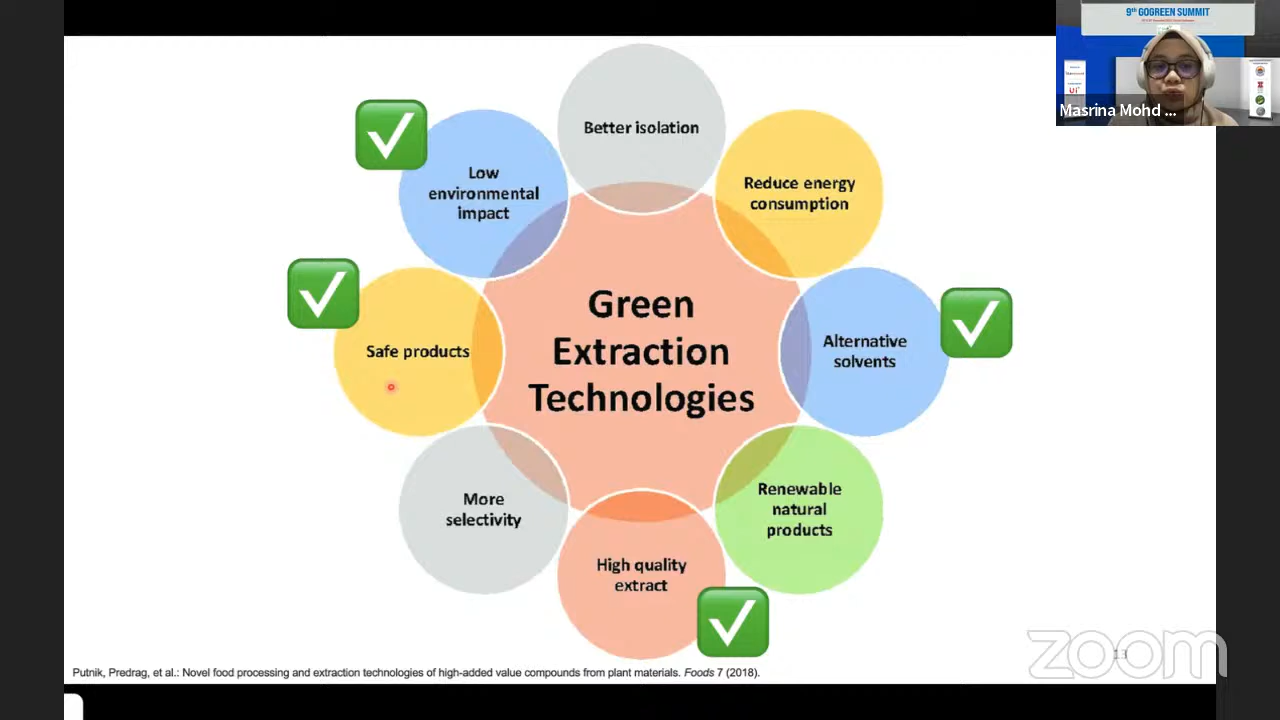 9th GOGREEN SUMMIT
Masrina Mohd ...
Better isolation
Low
environmental
impact
Reduce energy
consumption
Safe products
Green
Extraction
Technologies
Alternative
solvents
More
selectivity
Renewable
natural
products
High quality
extract
zoom
13
Putnik, Predrag, et al.: Novel food processing and extraction technologies of high-added value compounds from plant materials. Foods 7 (2018).